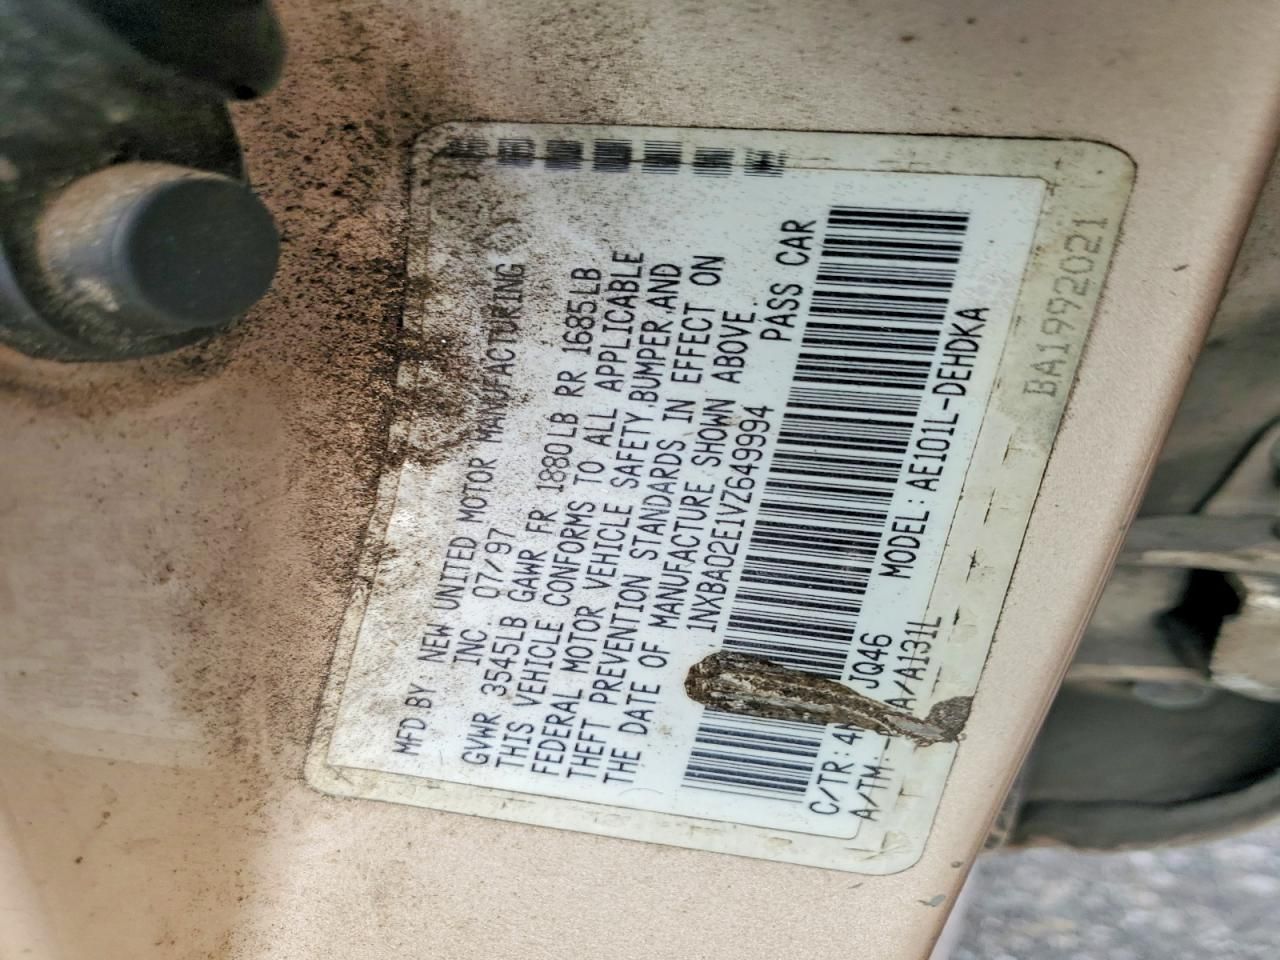 MFD BY: NEW UNITED MOTOR MANUFACTURING
INC 07/97
GVWR 3545LB GAWR FR 1880LB RR 1685LB
THIS VEHICLE CONFORMS TO ALL APPLICABLE
FEDERAL MOTOR VEHICLE SAFETY,BUMPER,AND
THEFT PREVENTION STANDARDS IN EFFECT ON
THE DATE OF MANUFACTURE SHOWN ABOVE.
1NXBA02E1VZ649994 PASS CAR
C/TR: JQ46 MODEL: AE101L-DEHDKA
A/TM: A/A131L
BA1992021